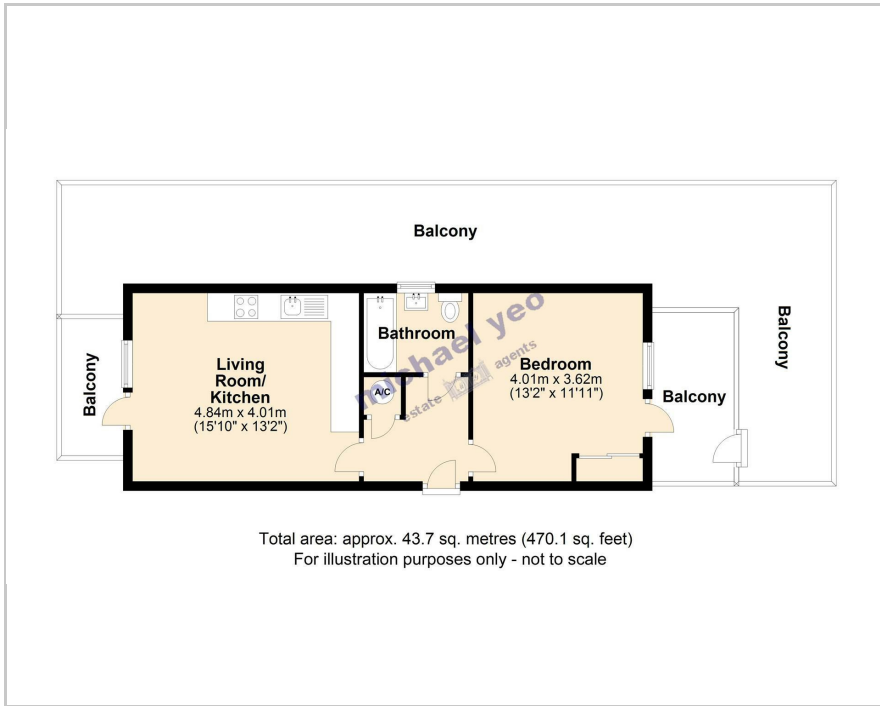 Balcony
Balcony
Balcony
Balcony
Living
Room/
Kitchen
4.84m x 4.01m
(15'10" x 13'2")
Bathroom
A/C
Bedroom
4.01m x 3.62m
(13'2" x 11'11")
michael yeo
estate agents
Total area: approx. 43.7 sq. metres (470.1 sq. feet)
For illustration purposes only - not to scale